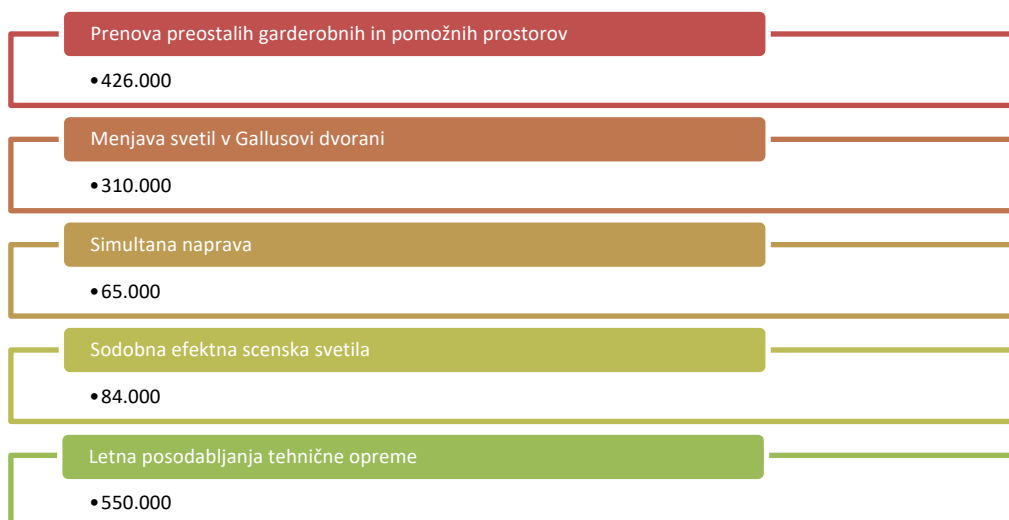 Prenova preostalih garderobnih in pomožnih prostorov
•426.000
Menjava svetil v Gallusovi dvorani
•310.000
Simultana naprava
•65.000
Sodobna efektna scenska svetila
•84.000
Letna posodabljanja tehnične opreme
•550.000